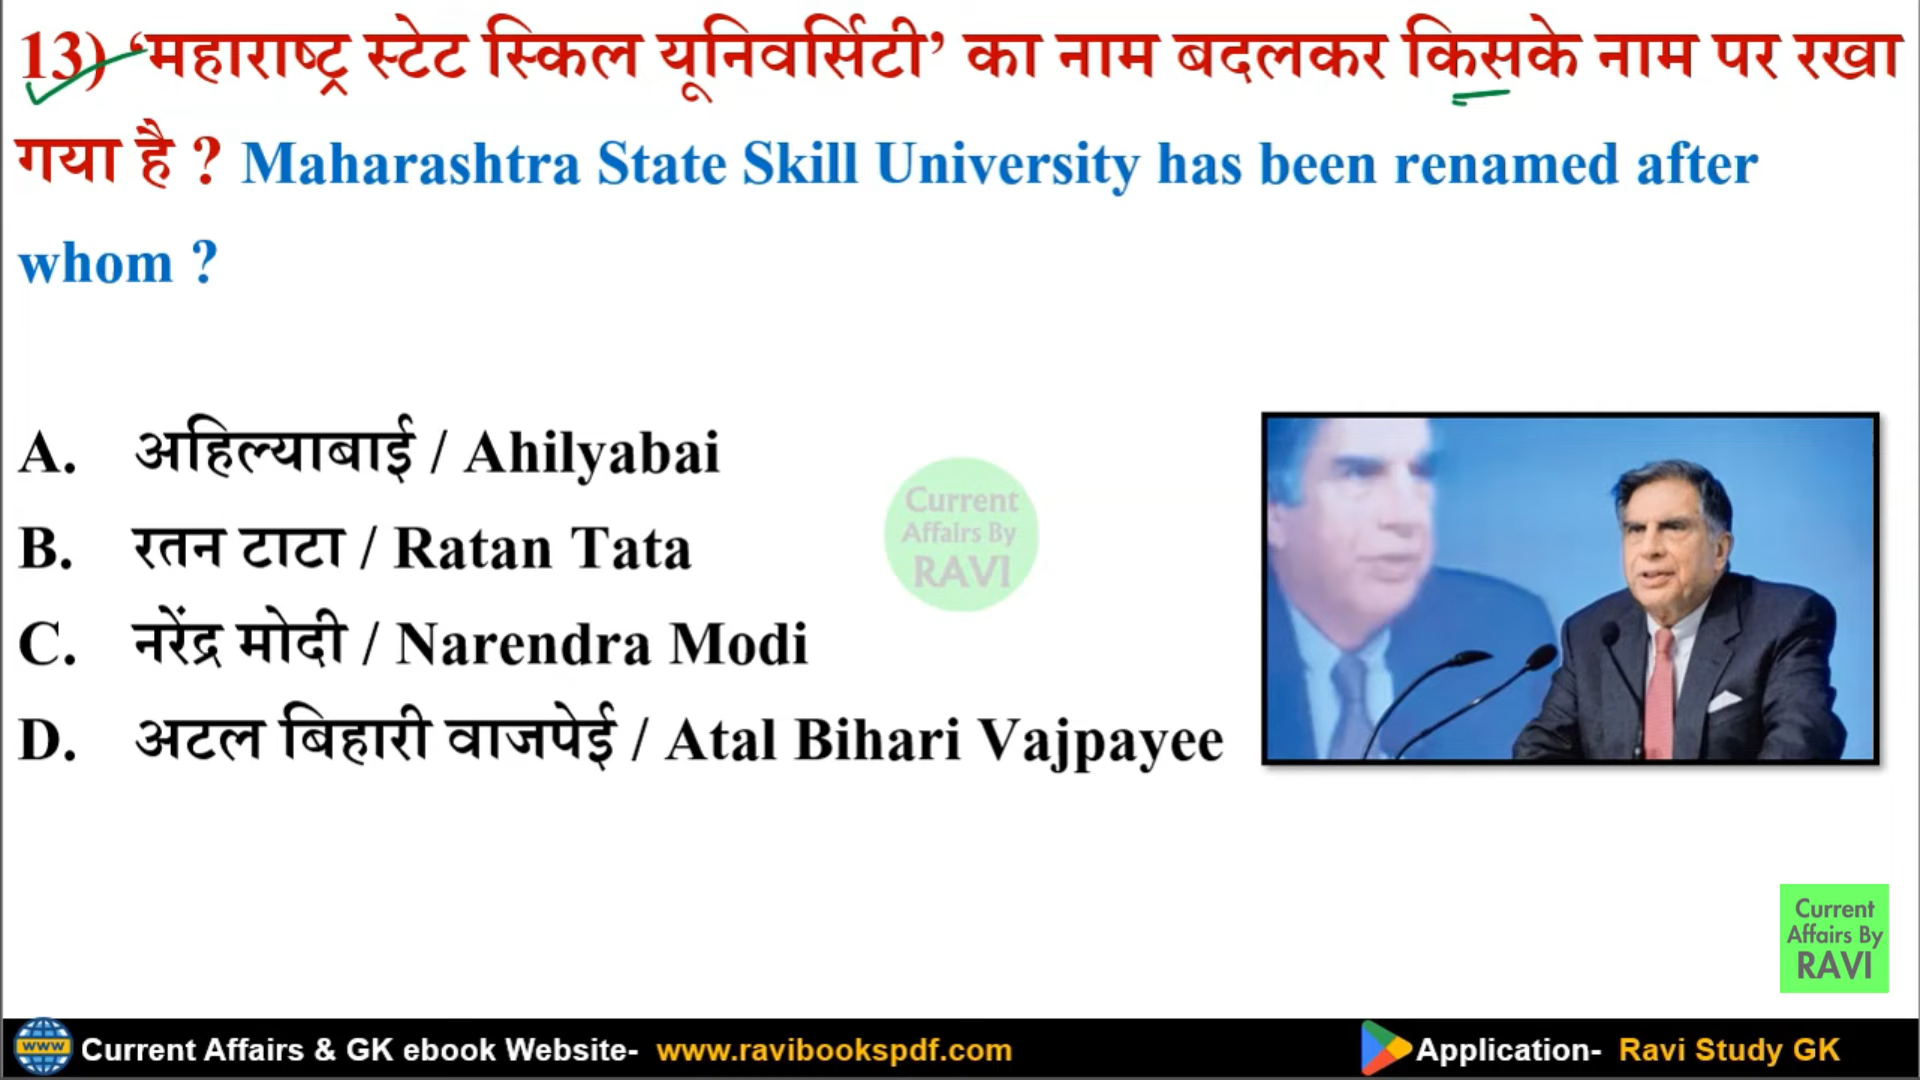 13) ‘महाराष्ट्र स्टेट स्किल यूनिवर्सिटी’ का नाम बदलकर किसके नाम पर रखा
गया है ? Maharashtra State Skill University has been renamed after
whom ?
A. अहिल्याबाई / Ahilyabai
B. रतन टाटा / Ratan Tata
C. नरेंद्र मोदी / Narendra Modi
D. अटल बिहारी वाजपेई / Atal Bihari Vajpayee
Current
Affairs By
RAVI
Current
Affairs By
RAVI
www Current Affairs & GK ebook Website- www.ravibookspdf.com Application- Ravi Study GK